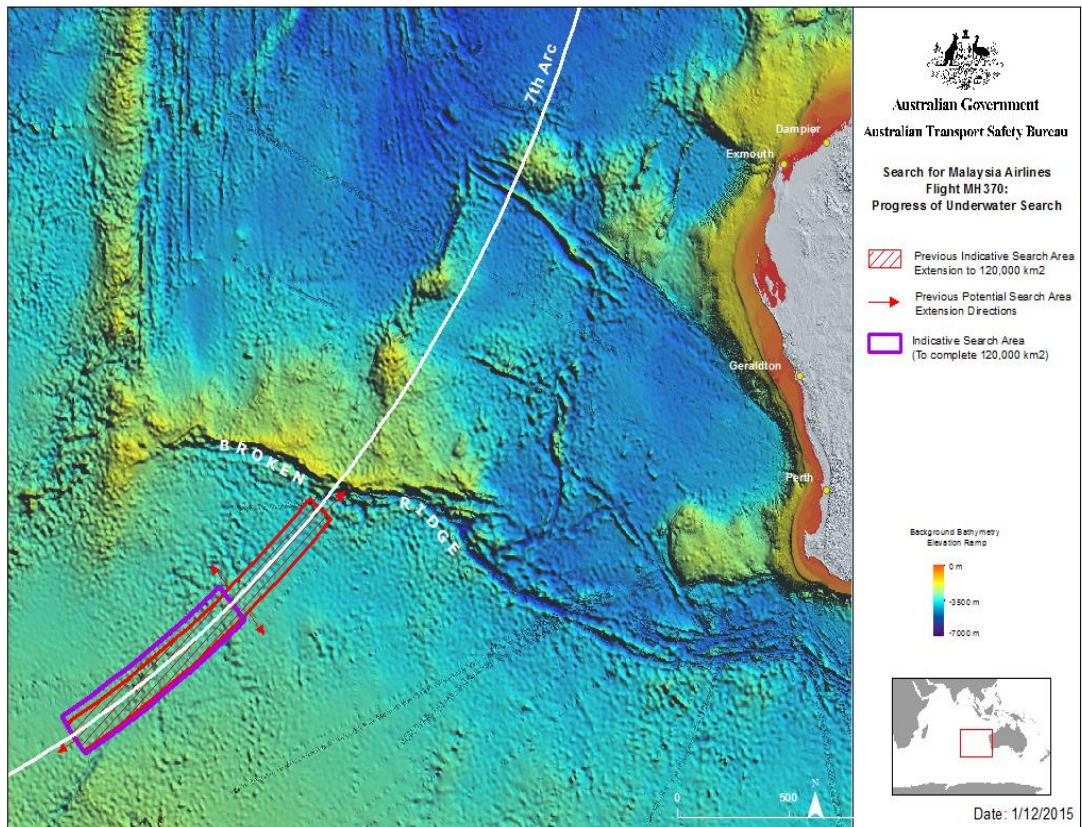 7th Arc
Dampier
Exmouth
Geraldton
Perth
BROKEN
RIDGE
0
500
N
Australian Government
Australian Transport Safety Bureau
Search for Malaysia Airlines
Flight MH370:
Progress of Underwater Search
Previous Indicative Search Area
Extension to 120,000 km2
Previous Potential Search Area
Extension Directions
Indicative Search Area
(To complete 120,000 km2)
Background Bathymetry
Elevation Ramp
0 m
-3500 m
-7000 m
Date: 1/12/2015